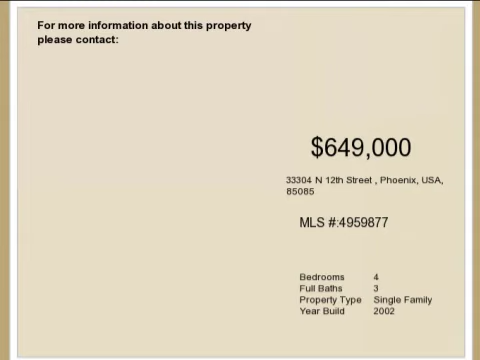 For more information about this property
please contact:
$649,000
33304 N 12th Street , Phoenix, USA,
85085
MLS #:4959877
Bedrooms 4
Full Baths 3
Property Type Single Family
Year Build 2002